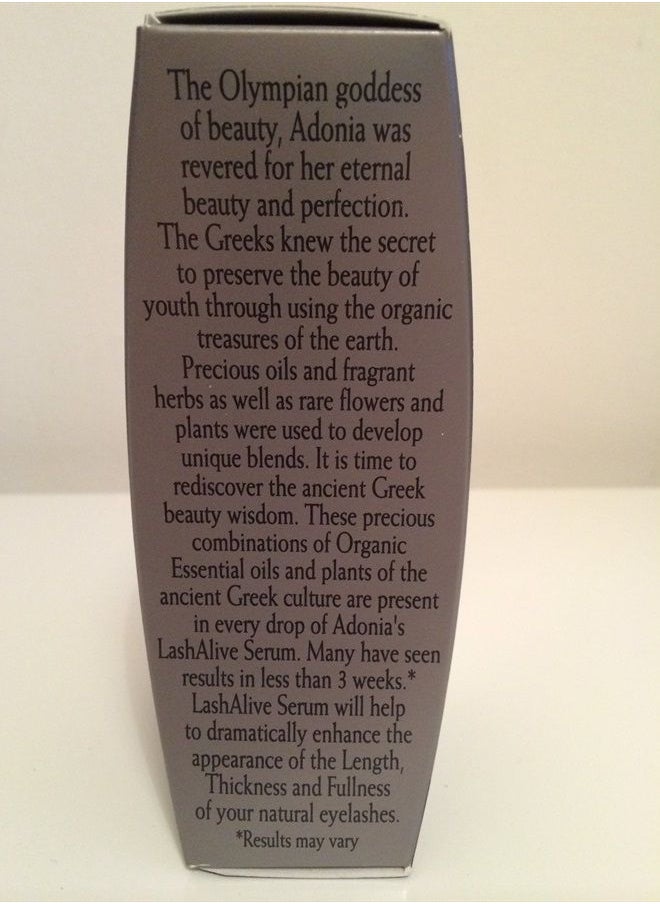 The Olympian goddess
of beauty, Adonia was
revered for her eternal
beauty and perfection.
The Greeks knew the secret
to preserve the beauty of
youth through using the organic
treasures of the earth.
Precious oils and fragrant
herbs as well as rare flowers and
plants were used to develop
unique blends. It is time to
rediscover the ancient Greek
beauty wisdom. These precious
combinations of Organic
Essential oils and plants of the
ancient Greek culture are present
in every drop of Adonia's
LashAlive Serum. Many have seen
results in less than 3 weeks.*
LashAlive Serum will help
to dramatically enhance the
appearance of the Length,
Thickness and Fullness
of your natural eyelashes.
*Results may vary